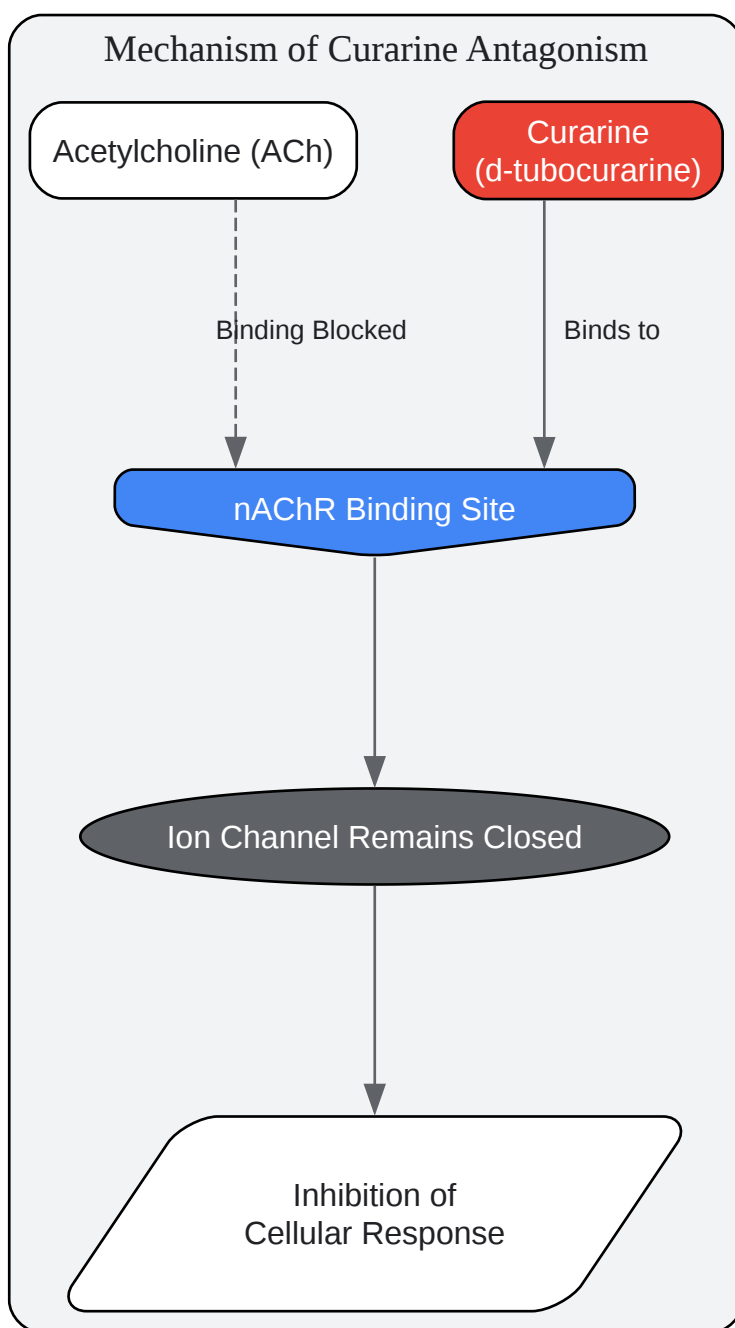 Mechanism of Curarine Antagonism
Acetylcholine (ACh)
Curarine
(d-tubocurarine)
Binding Blocked
Binds to
nAChR Binding Site
Ion Channel Remains Closed
Inhibition of
Cellular Response